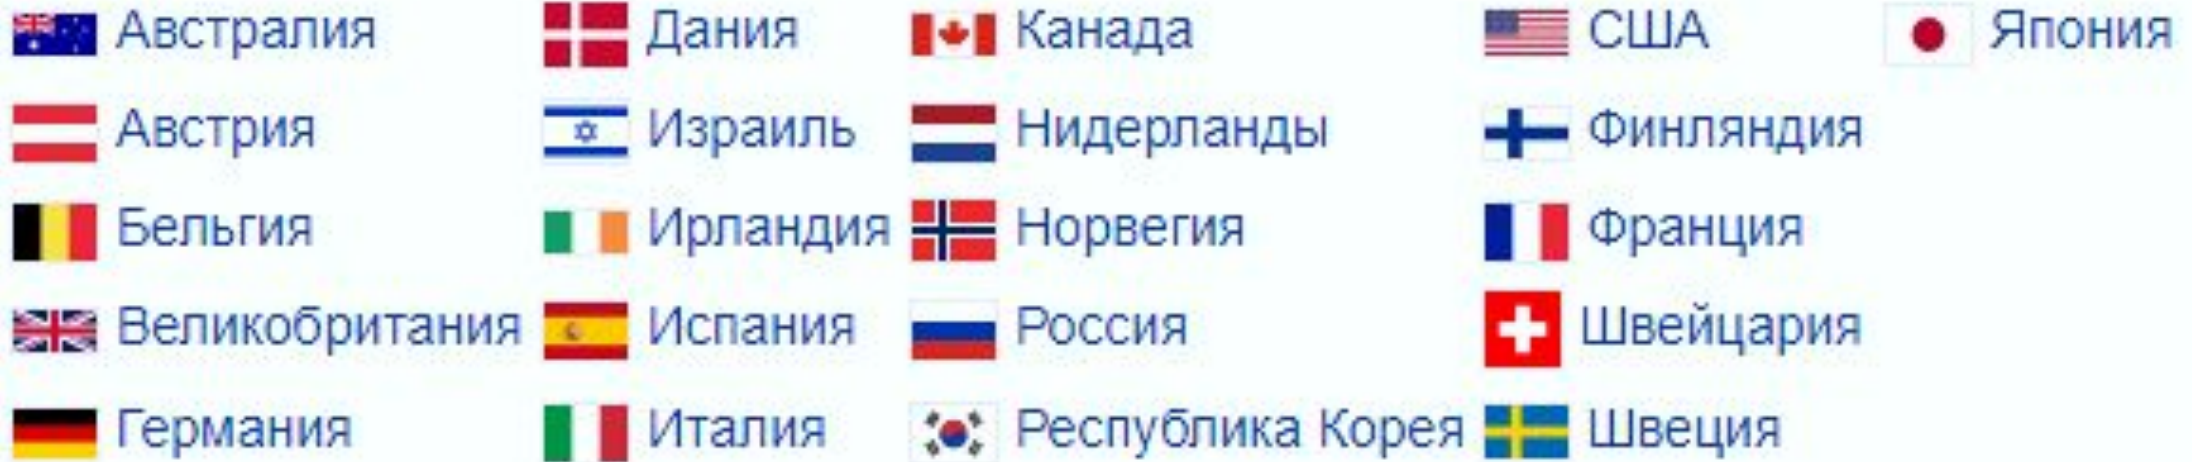 Австралия Дания Канада США Япония
Австрия Израиль Нидерланды Финляндия
Бельгия Ирландия Норвегия Франция
Великобритания Испания Россия Швейцария
Германия Италия Республика Корея Швеция